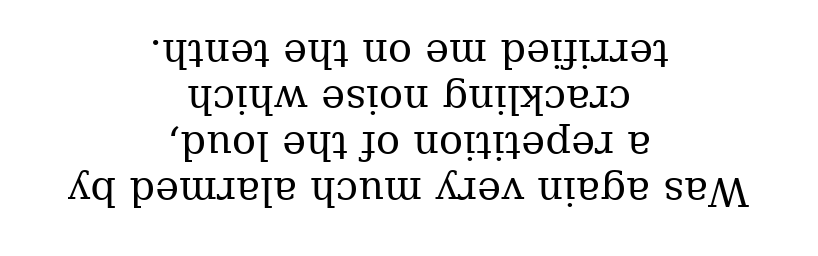 Was again very much alarmed by
a repetition of the loud,
crackling noise which
terrified me on the tenth.